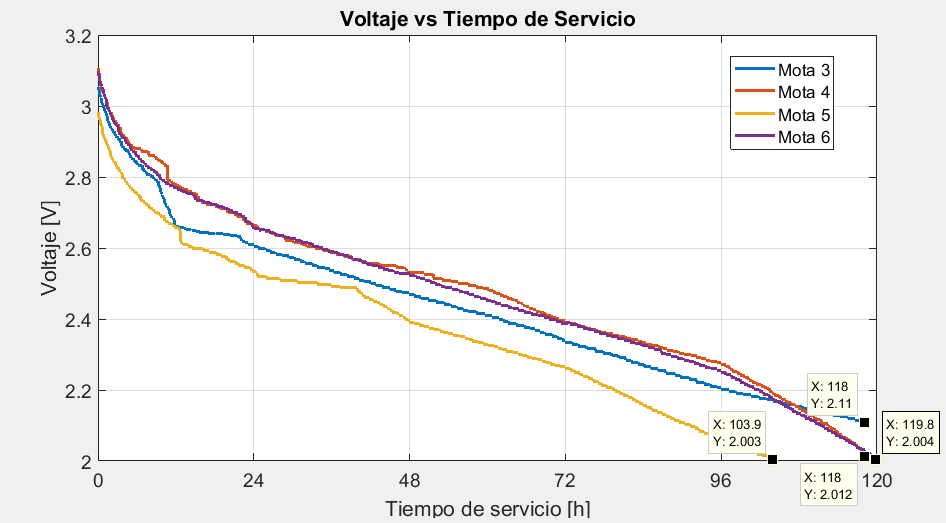 Voltaje vs Tiempo de Servicio
3.2
3
2.8
2.6
2.4
2.2
2
Voltaje [V]
Mota 3
Mota 4
Mota 5
Mota 6
X: 118
Y: 2.11
X: 103.9
Y: 2.003
X: 119.8
Y: 2.004
X: 118
Y: 2.012
0 24 48 72 96 120
Tiempo de servicio [h]